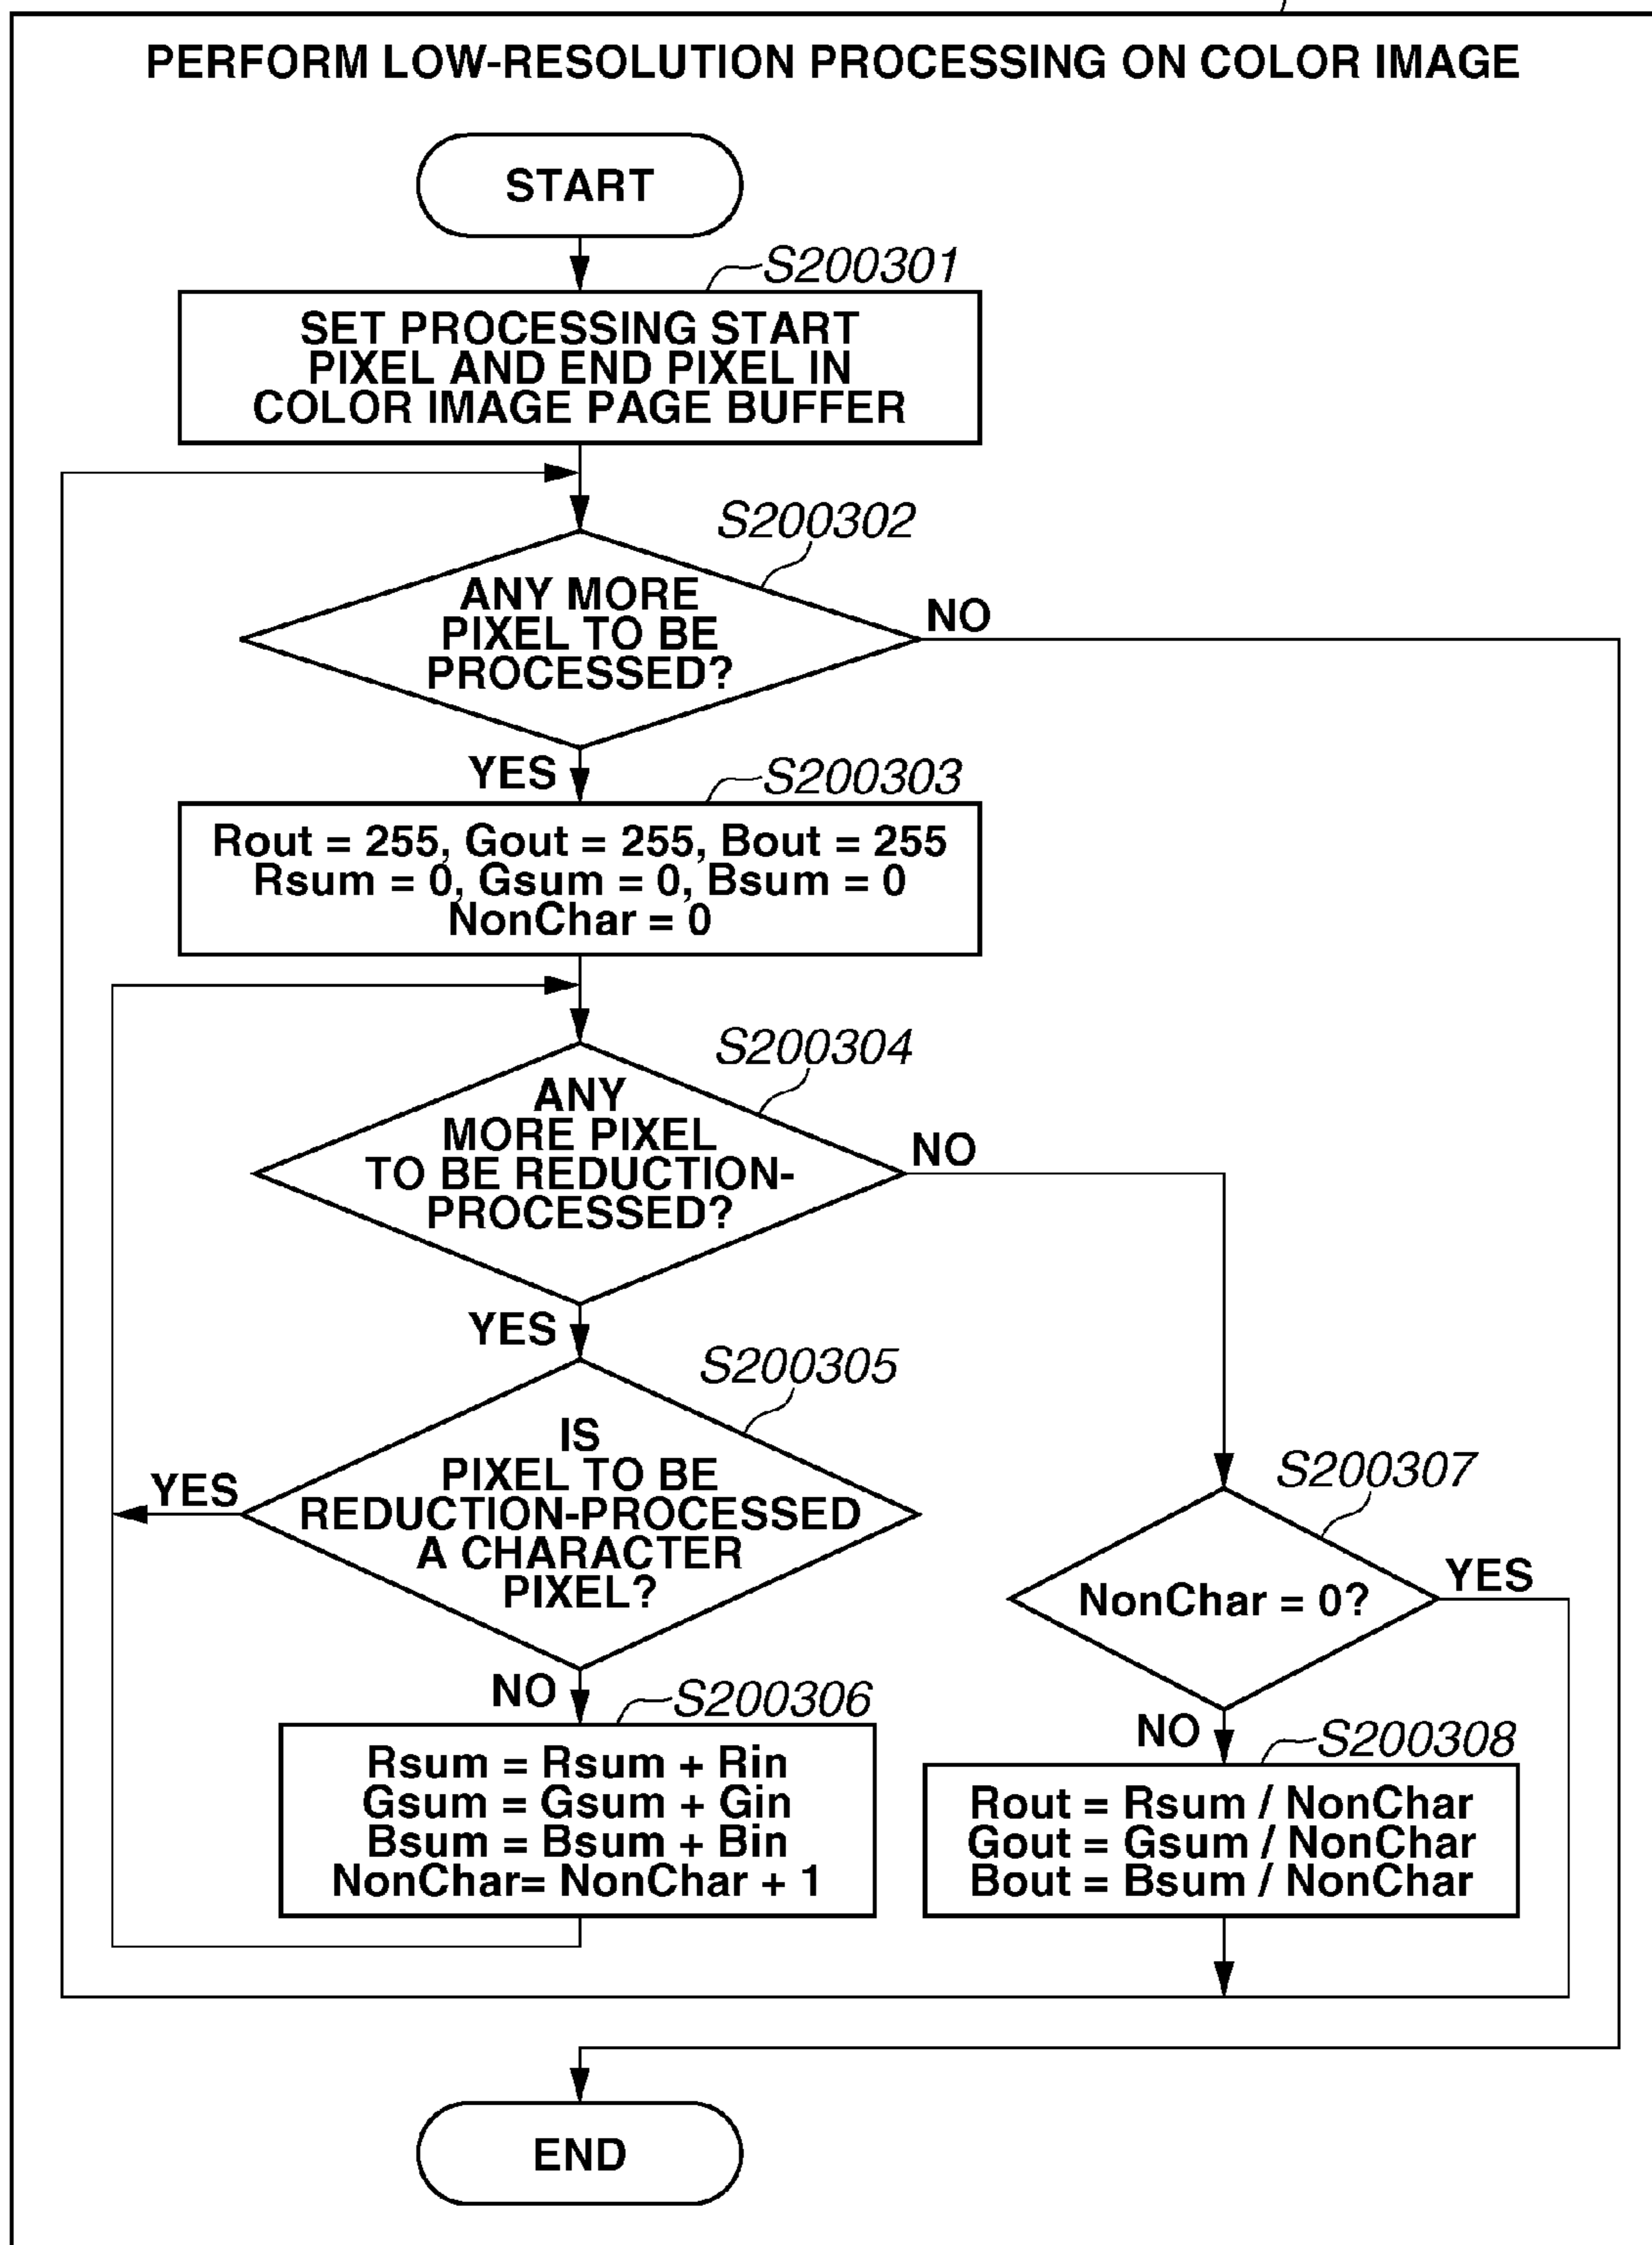 PERFORM LOW-RESOLUTION PROCESSING ON COLOR IMAGE
START
S200301
SET PROCESSING START
PIXEL AND END PIXEL IN
COLOR IMAGE PAGE BUFFER
S200302
ANY MORE
PIXEL TO BE
PROCESSED?
NO
YES
S200303
Rout = 255, Gout = 255, Bout = 255
Rsum = 0, Gsum = 0, Bsum = 0
NonChar = 0
S200304
ANY
MORE PIXEL
TO BE REDUCTION-
PROCESSED?
NO
YES
S200305
IS
PIXEL TO BE
REDUCTION-PROCESSED
A CHARACTER
PIXEL?
YES
NO
S200306
Rsum = Rsum + Rin
Gsum = Gsum + Gin
Bsum = Bsum + Bin
NonChar= NonChar + 1
S200307
NonChar = 0?
YES
NO
S200308
Rout = Rsum / NonChar
Gout = Gsum / NonChar
Bout = Bsum / NonChar
END